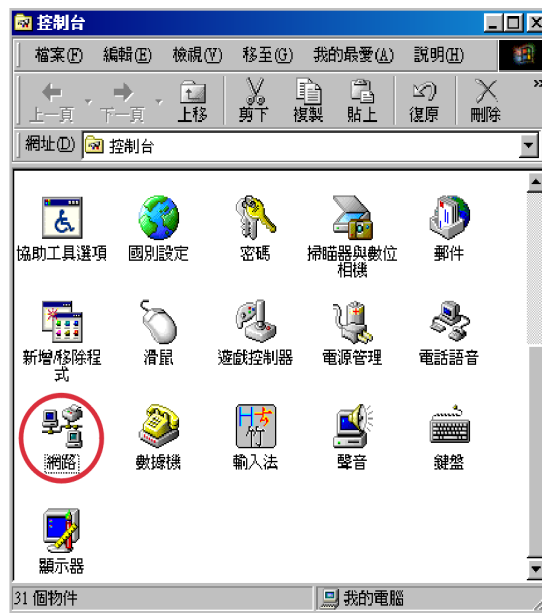 控制台
檔案(F) 編輯(E) 檢視(V) 移至(G) 我的最愛(A) 説明(H)
上一頁 下一頁 上移 剪下 複製 貼上 復原 刪除 »
網址(D) 控制台
協助工具選項 國別設定 密碼 掃瞄器與數位相機 郵件
新增/移除程式 滑鼠 遊戲控制器 電源管理 電話語音
網路 數據機 輸入法 聲音 鍵盤
顯示器
31 個物件 我的電腦